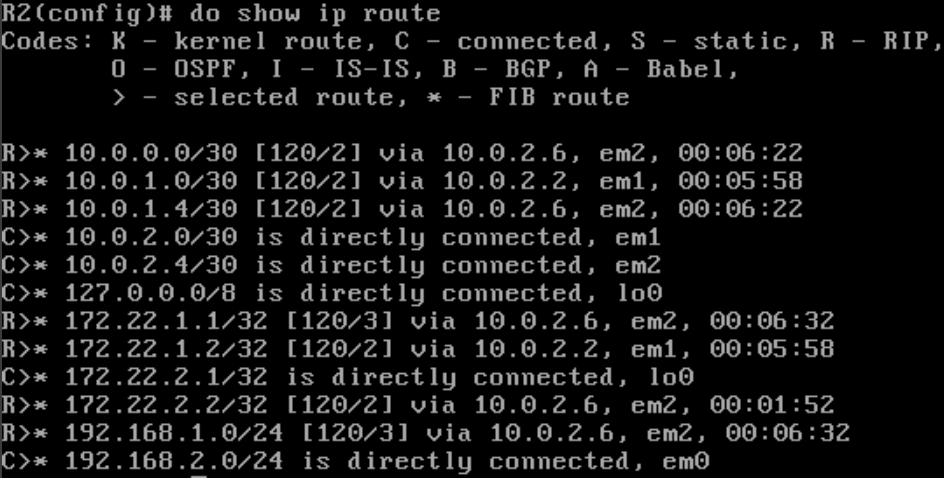 R2(config)# do show ip route
Codes: K - kernel route, C - connected, S - static, R - RIP,
O - OSPF, I - IS-IS, B - BGP, A - Babel,
> - selected route, * - FIB route
R>* 10.0.0.0/30 [120/2] via 10.0.2.6, em2, 00:06:22
R>* 10.0.1.0/30 [120/2] via 10.0.2.2, em1, 00:05:58
R>* 10.0.1.4/30 [120/2] via 10.0.2.6, em2, 00:06:22
C>* 10.0.2.0/30 is directly connected, em1
C>* 10.0.2.4/30 is directly connected, em2
C>* 127.0.0.0/8 is directly connected, lo0
R>* 172.22.1.1/32 [120/3] via 10.0.2.6, em2, 00:06:32
R>* 172.22.1.2/32 [120/2] via 10.0.2.2, em1, 00:05:58
C>* 172.22.2.1/32 is directly connected, lo0
R>* 172.22.2.2/32 [120/2] via 10.0.2.6, em2, 00:01:52
R>* 192.168.1.0/24 [120/3] via 10.0.2.6, em2, 00:06:32
C>* 192.168.2.0/24 is directly connected, em0